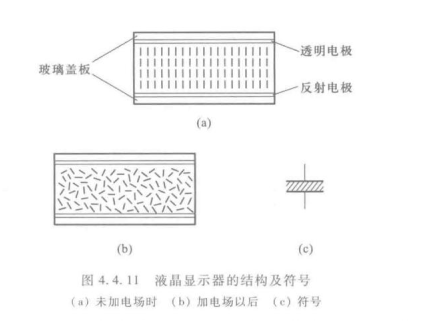 玻璃盖板
透明电极
反射电极
(a)
(b)
(c)
图 4.4.11 液晶显示器的结构及符号
(a) 未加电场时 (b) 加电场以后 (c) 符号